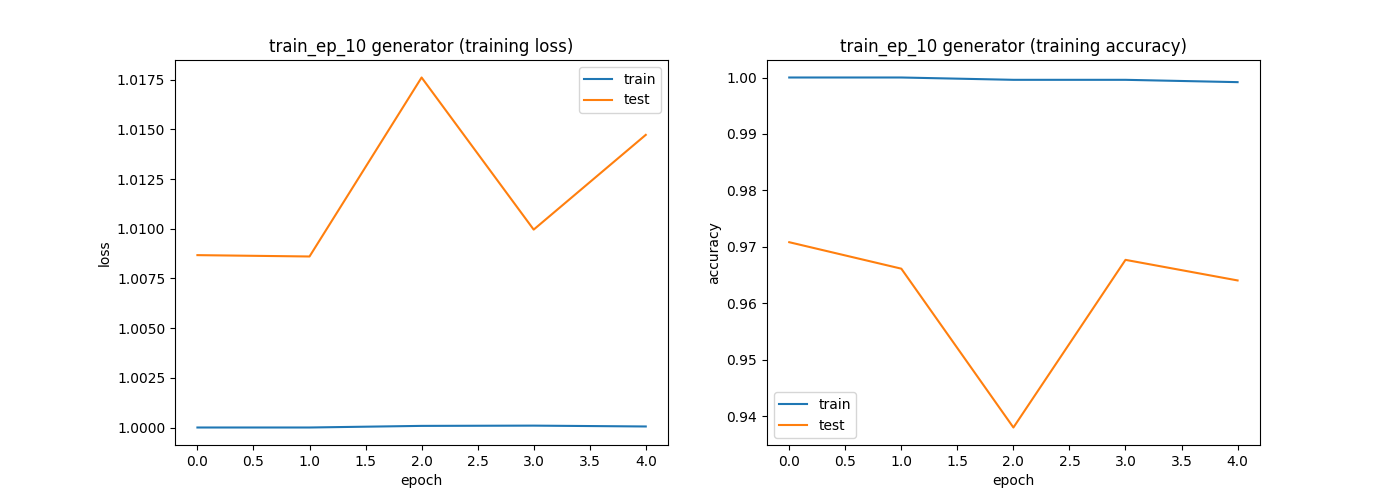 train_ep_10 generator (training loss)
1.0175
1.0150
1.0125
1.0100
1.0075
1.0050
1.0025
1.0000
loss
0.0 0.5 1.0 1.5 2.0 2.5 3.0 3.5 4.0
epoch
train
test
train_ep_10 generator (training accuracy)
1.00
0.99
0.98
0.97
0.96
0.95
0.94
accuracy
0.0 0.5 1.0 1.5 2.0 2.5 3.0 3.5 4.0
epoch
train
test